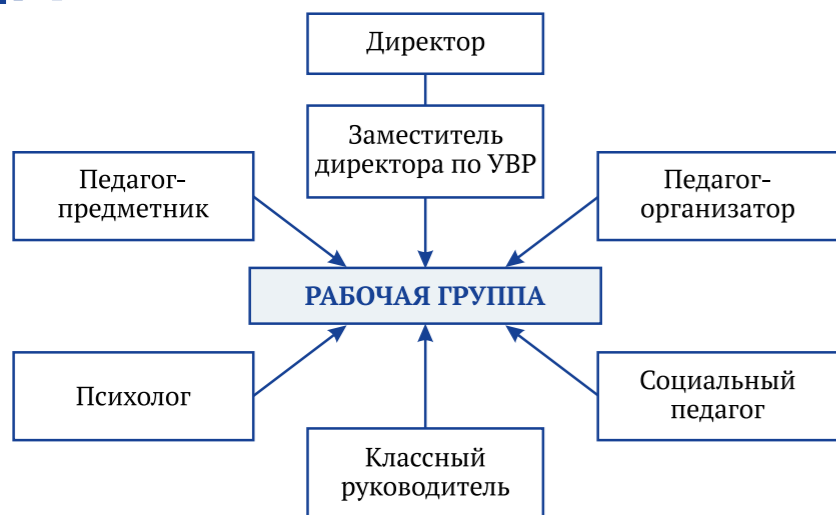 Директор
Заместитель
директора по УВР
Педагог-
предметник
Педагог-
организатор
РАБОЧАЯ ГРУППА
Психолог
Социальный
педагог
Классный
руководитель